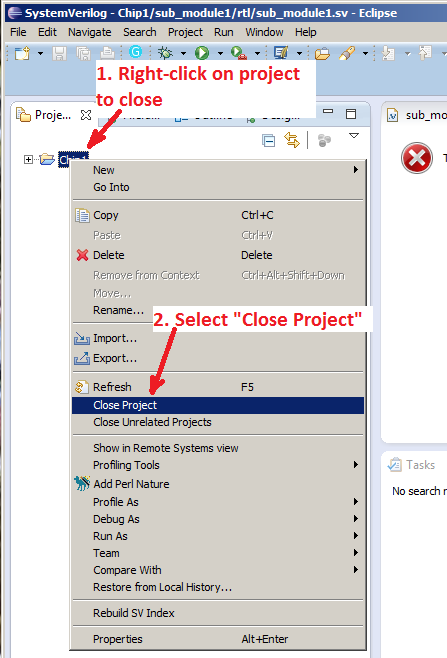 SystemVerilog - Chip1/sub_module1/rtl/sub_module1.sv - Eclipse
File Edit Navigate Search Project Run Window Help
1. Right-click on project
to close
Proje...
sub_mo
Chip1
New
Go Into
Copy Ctrl+C
Paste Ctrl+V
Delete Delete
Remove from Context Ctrl+Alt+Shift+Down
Move...
Rename...
2. Select "Close Project"
Import...
Export...
Refresh F5
Close Project
Close Unrelated Projects
Show in Remote Systems view
Profiling Tools
Add Perl Nature
Profile As
Debug As
Run As
Team
Compare With
Restore from Local History...
Rebuild SV Index
Properties Alt+Enter
Tasks
No search r